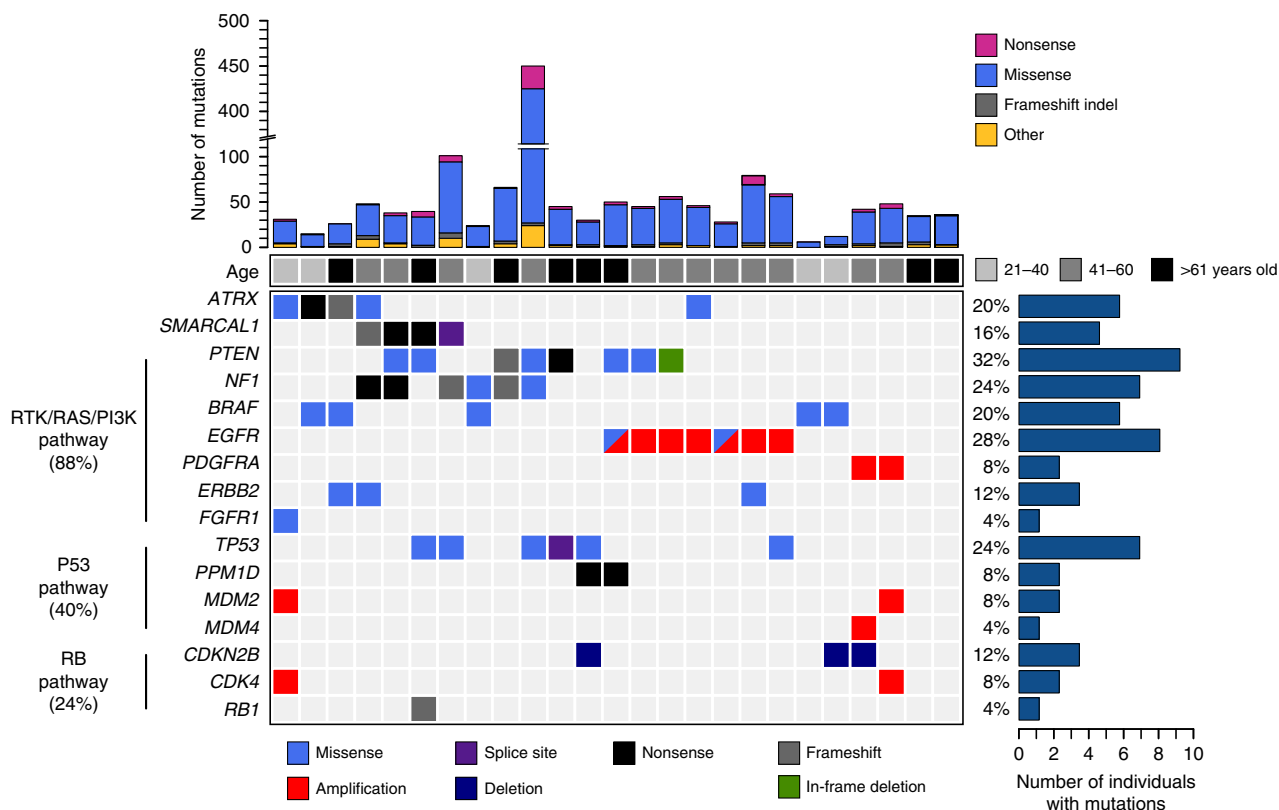 500
450
400
100
50
0
Number of mutations
Nonsense
Missense
Frameshift indel
Other
Age
21–40
41–60
>61 years old
ATRX
20%
SMARCAL1
16%
PTEN
32%
NF1
24%
BRAF
20%
EGFR
28%
PDGFRA
8%
ERBB2
12%
FGFR1
4%
TP53
24%
PPM1D
8%
MDM2
8%
MDM4
4%
CDKN2B
12%
CDK4
8%
RB1
4%
RTK/RAS/PI3K
pathway
(88%)
P53
pathway
(40%)
RB
pathway
(24%)
Missense
Splice site
Nonsense
Frameshift
Amplification
Deletion
In-frame deletion
0 2 4 6 8 10
Number of individuals
with mutations